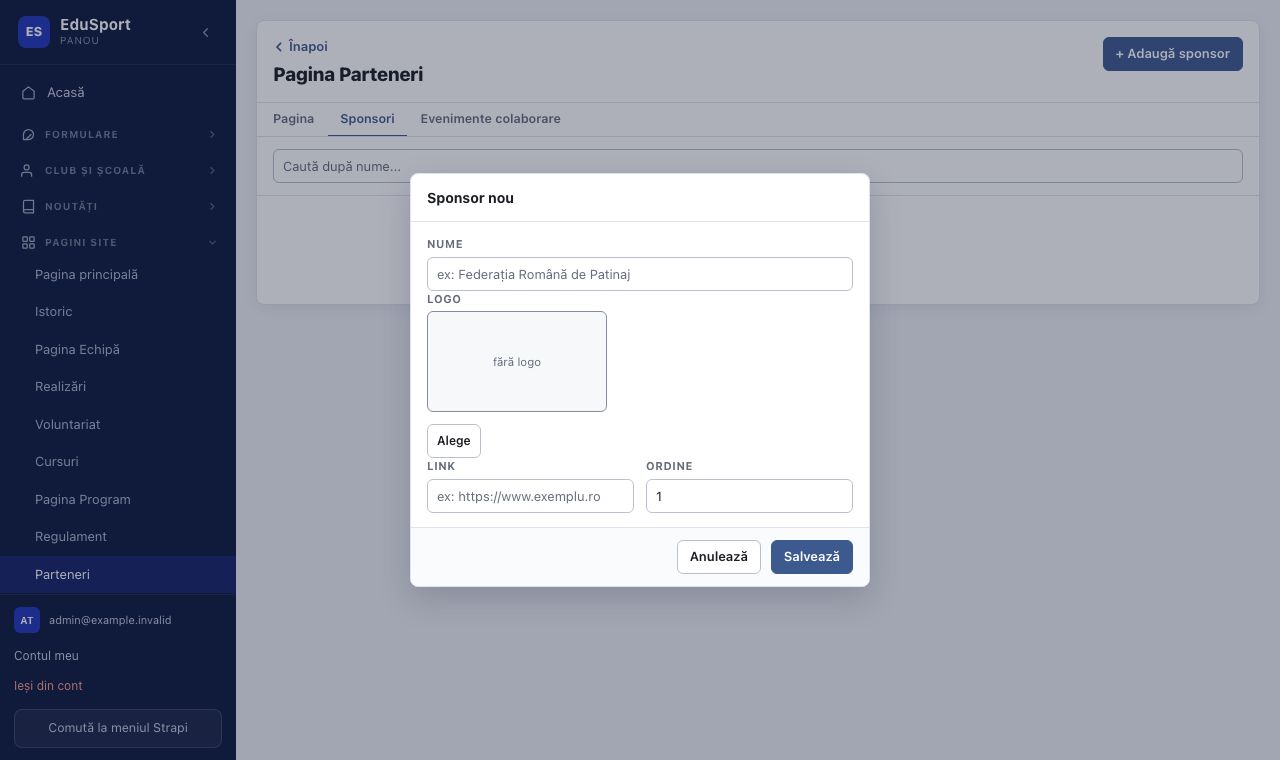 ES
EduSport
PANOU
Acasă
FORMULARE
CLUB ȘI ȘCOALĂ
NOUTĂȚI
PAGINI SITE
Pagina principală
Istoric
Pagina Echipă
Realizări
Voluntariat
Cursuri
Pagina Program
Regulament
Parteneri
AT
admin@example.invalid
Contul meu
Ieși din cont
Comută la meniul Strapi
Înapoi
Pagina Parteneri
+ Adaugă sponsor
Pagina
Sponsori
Evenimente colaborare
Caută după nume...
Sponsor nou
NUME
ex: Federația Română de Patinaj
LOGO
fără logo
Alege
LINK
ORDINE
ex: https://www.exemplu.ro
1
Anulează
Salvează